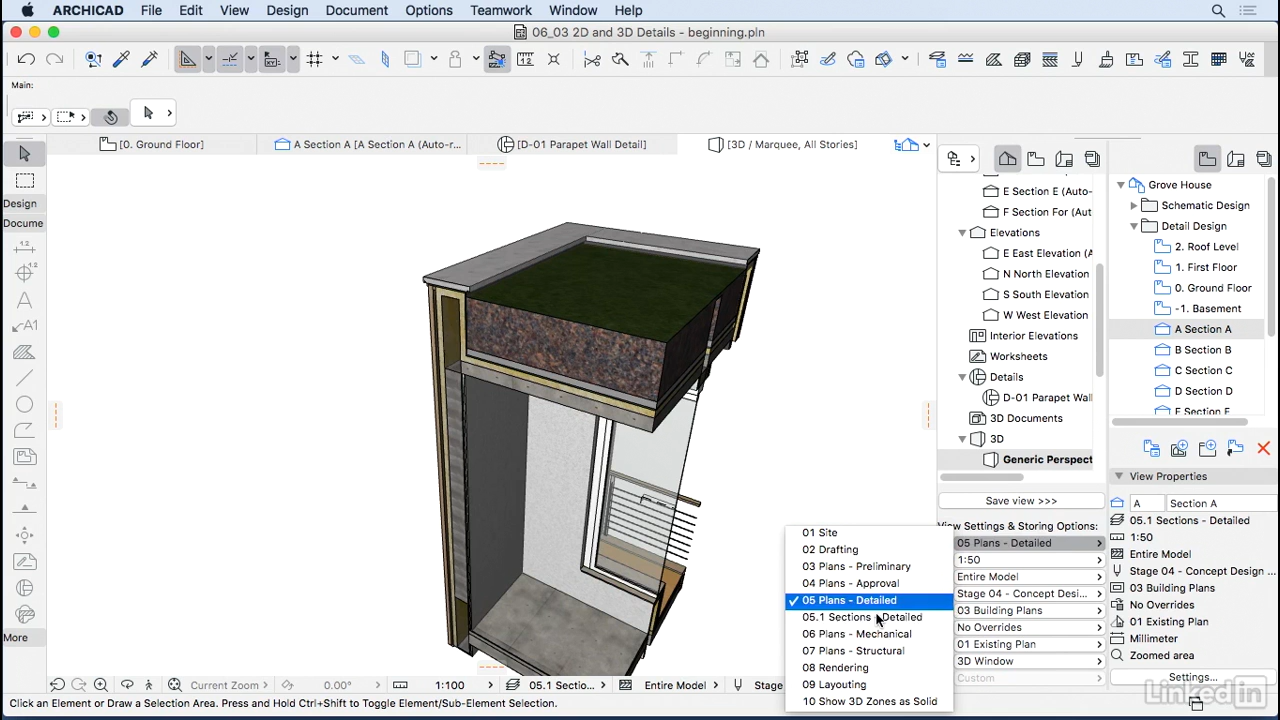 ARCHICAD File Edit View Design Document Options Teamwork Window Help
06_03 2D and 3D Details - beginning.pln
Main:
[0. Ground Floor]
A Section A [A Section A (Auto-r...
[D-01 Parapet Wall Detail]
[3D / Marquee, All Stories]
Design
Docume
More
E Section E (Auto-
F Section For (Aut
Elevations
E East Elevation (A
N North Elevation
S South Elevation
W West Elevation
Interior Elevations
Worksheets
Details
D-01 Parapet Wal
3D Documents
3D
Generic Perspect
Save view >>>
View Settings & Storing Options:
05 Plans - Detailed
1:50
Entire Model
Stage 04 - Concept Desi...
03 Building Plans
No Overrides
01 Existing Plan
3D Window
Custom
Grove House
Schematic Design
Detail Design
2. Roof Level
1. First Floor
0. Ground Floor
-1. Basement
A Section A
B Section B
C Section C
D Section D
E Section E
View Properties
A Section A
05.1 Sections - Detailed
1:50
Entire Model
Stage 04 - Concept Design ...
03 Building Plans
No Overrides
01 Existing Plan
Millimeter
Zoomed area
Settings...
01 Site
02 Drafting
03 Plans - Preliminary
04 Plans - Approval
05 Plans - Detailed
05.1 Sections - Detailed
06 Plans - Mechanical
07 Plans - Structural
08 Rendering
09 Layouting
10 Show 3D Zones as Solid
Current Zoom 0.00° 1:100 05.1 Sectio... Entire Model Stage
Click an Element or Draw a Selection Area. Press and Hold Ctrl+Shift to Toggle Element/Sub-Element Selection.
LinkedIn